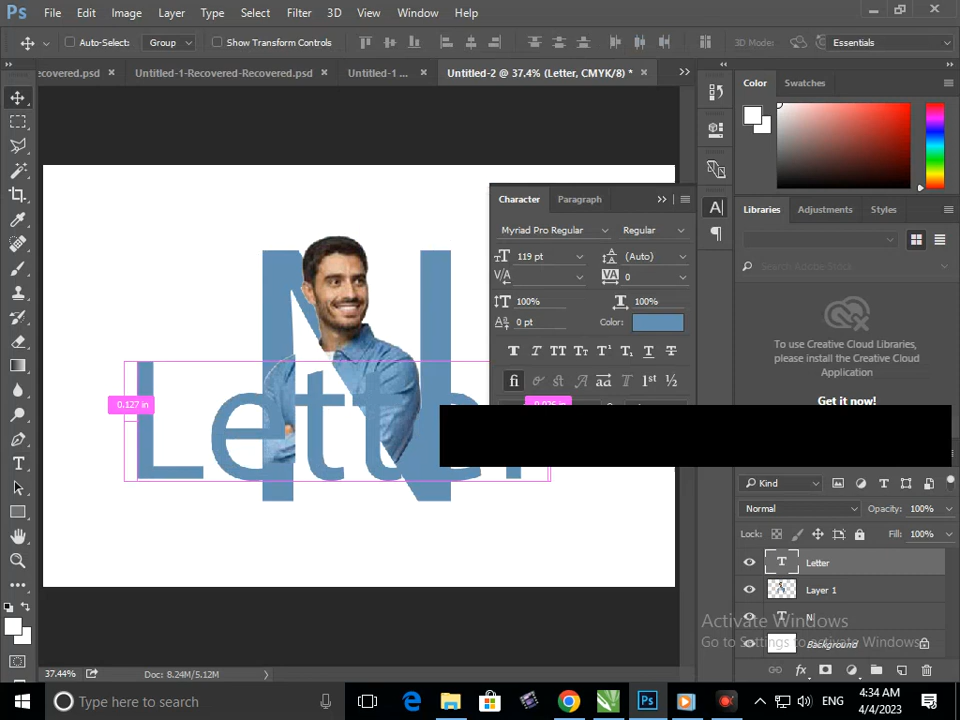 Ps File Edit Image Layer Type Select Filter 3D View Window Help
Auto-Select: Group Show Transform Controls 3D Mode: Essentials
ecovered.psd × Untitled-1-Recovered-Recovered.psd × Untitled-1 ... × Untitled-2 @ 37.4% (Letter, CMYK/8) * ×
Color Swatches
Character Paragraph
Myriad Pro Regular Regular
119 pt (Auto)
0
100% 100%
0 pt Color:
Libraries Adjustments Styles
Search Adobe Stock
To use Creative Cloud Libraries,
please install the Creative Cloud
Application
Get it now!
N
Letter
0.127 in
Kind
Normal Opacity: 100%
Lock: Fill: 100%
Letter
Layer 1
N
Background
Activate Windows
Go to Settings to activate Windows.
37.44% Doc: 8.24M/5.12M
Type here to search
ENG
4:34 AM
4/4/2023